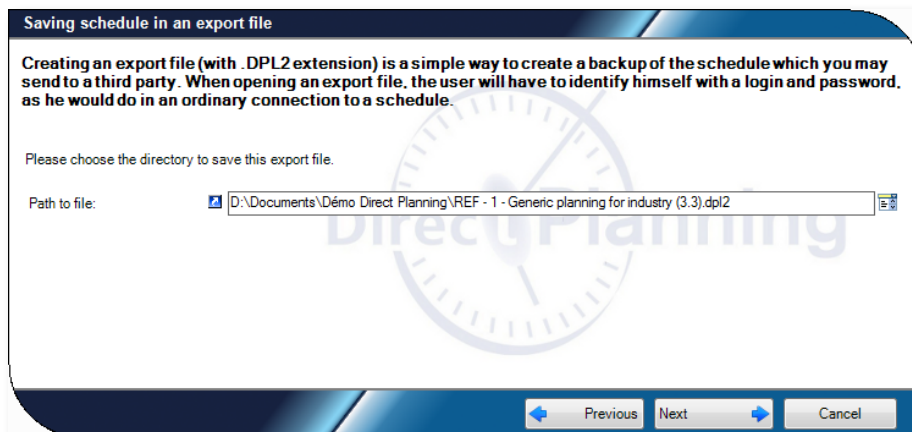 Saving schedule in an export file
Creating an export file (with .DPL2 extension) is a simple way to create a backup of the schedule which you may
send to a third party. When opening an export file, the user will have to identify himself with a login and password,
as he would do in an ordinary connection to a schedule.
Please choose the directory to save this export file.
Path to file:
D:\Documents\Démo Direct Planning\REF - 1 - Generic planning for industry (3.3).dpl2
Direct Planning
Previous
Next
Cancel